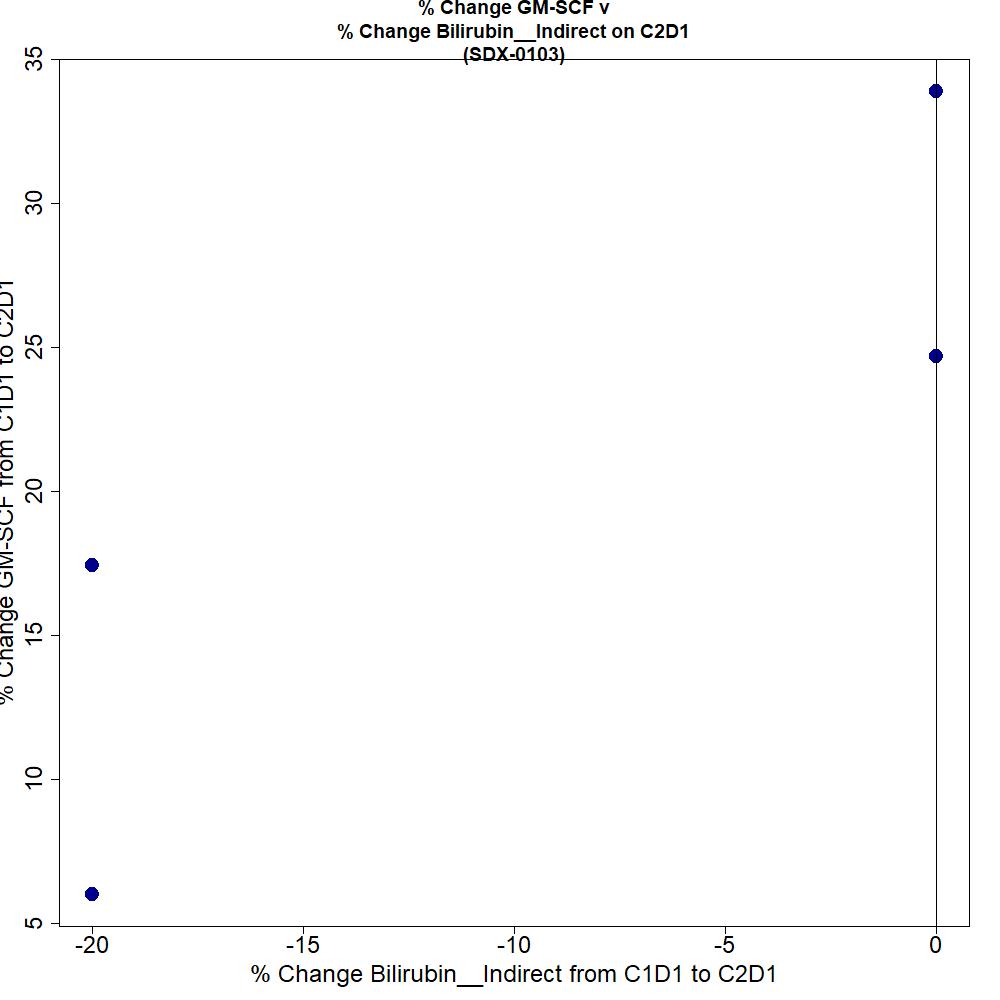 % Change GM-SCF v
% Change Bilirubin__Indirect on C2D1
(SDX-0103)
% Change GM-SCF from C1D1 to C2D1
35
30
25
20
15
10
5
-20
-15
-10
-5
0
% Change Bilirubin__Indirect from C1D1 to C2D1